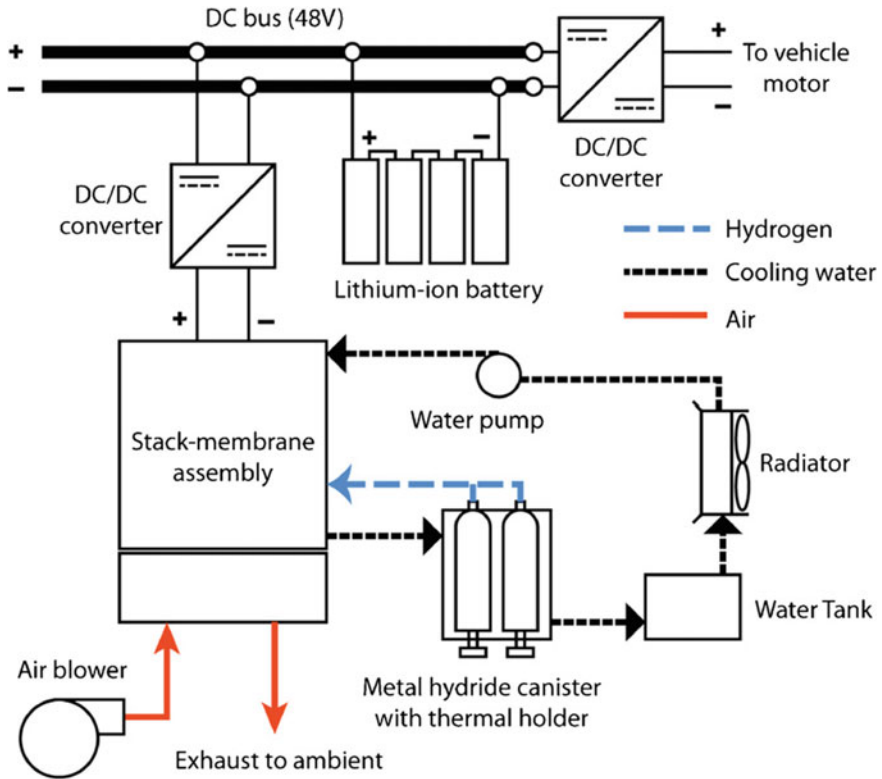 DC bus (48V)
+
−
+
−
To vehicle
motor
+
−
DC/DC
converter
DC/DC
converter
Lithium-ion battery
Hydrogen
Cooling water
Air
+
−
Stack-membrane
assembly
Water pump
Radiator
Water Tank
Air blower
Metal hydride canister
with thermal holder
Exhaust to ambient